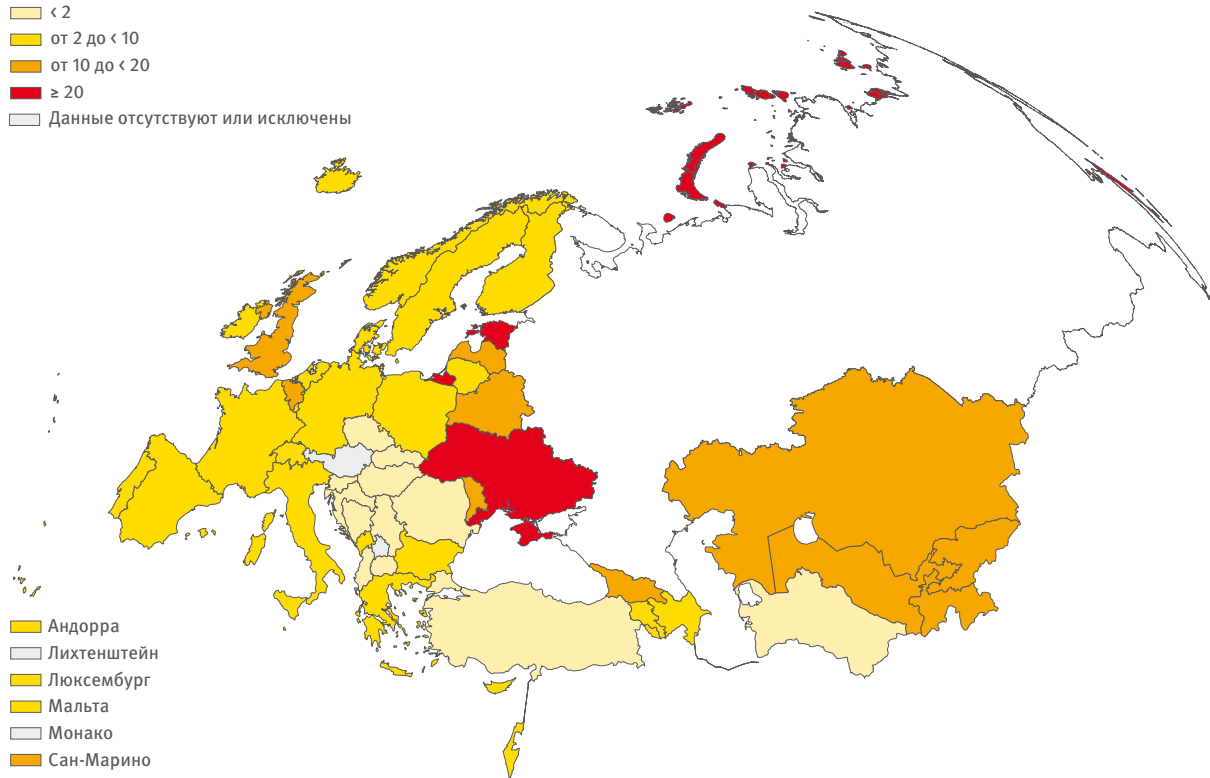 < 2
от 2 до < 10
от 10 до < 20
≥ 20
Данные отсутствуют или исключены
Андорра
Лихтенштейн
Люксембург
Мальта
Монако
Сан-Марино